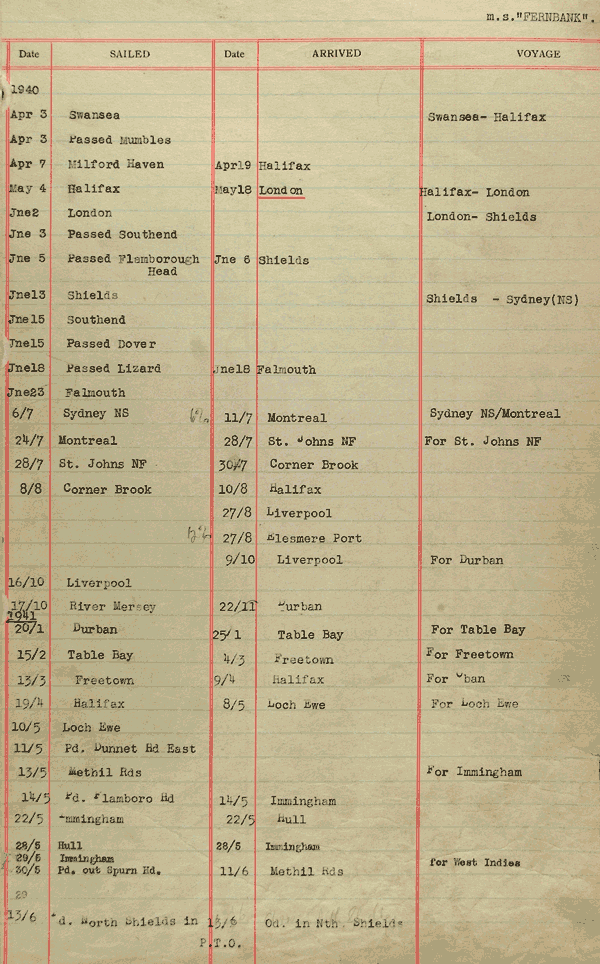 m.s."FERNBANK".
Date SAILED Date ARRIVED VOYAGE
1940
Apr 3 Swansea Swansea- Halifax
Apr 3 Passed Mumbles
Apr 7 Milford Haven Apr19 Halifax
May 4 Halifax May18 London Halifax- London
Jne2 London London- Shields
Jne 3 Passed Southend
Jne 5 Passed Flemborough Jne 6 Shields
Head
Jne13 Shields Shields - Sydney(NS)
Jne15 Southend
Jne15 Passed Dover
Jne18 Passed Lizard Jne18 Falmouth
Jne23 Falmouth
6/7 Sydney NS 11/7 Montreal Sydney NS/Montreal
24/7 Montreal 28/7 St. Johns NF For St. Johns NF
28/7 St. Johns NF 30/7 Corner Brook
8/8 Corner Brook 10/8 Halifax
27/8 Liverpool
27/8 Elesmere Port
9/10 Liverpool For Durban
16/10 Liverpool
17/10 River Mersey 22/11 Durban
1941
20/1 Durban 25/1 Table Bay For Table Bay
15/2 Table Bay 4/3 Freetown For Freetown
13/3 Freetown 9/4 Halifax For
19/4 Halifax 8/5 Loch Ewe For Loch Ewe
10/5 Loch Ewe
11/5 Pd. Dunnet Hd East
13/5 Methil Rds For Immingham
14/5 Pd. Flamboro Hd 14/5 Immingham
22/5 Immingham 22/5 Hull
28/5 Hull 28/5 Immingham
29/5 Immingham for West Indies
30/5 Pd. out Spurn Hd. 11/6 Methil Rds
29
13/6 Pd. North Shields in 13/6 Od. in Nth. Shields
P.T.O.